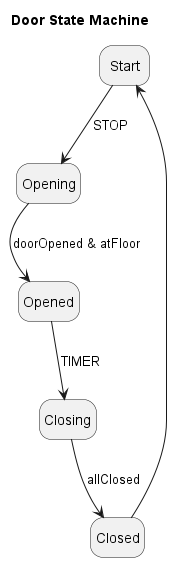 Door State Machine
Start
STOP
Opening
doorOpened & atFloor
Opened
TIMER
Closing
allClosed
Closed